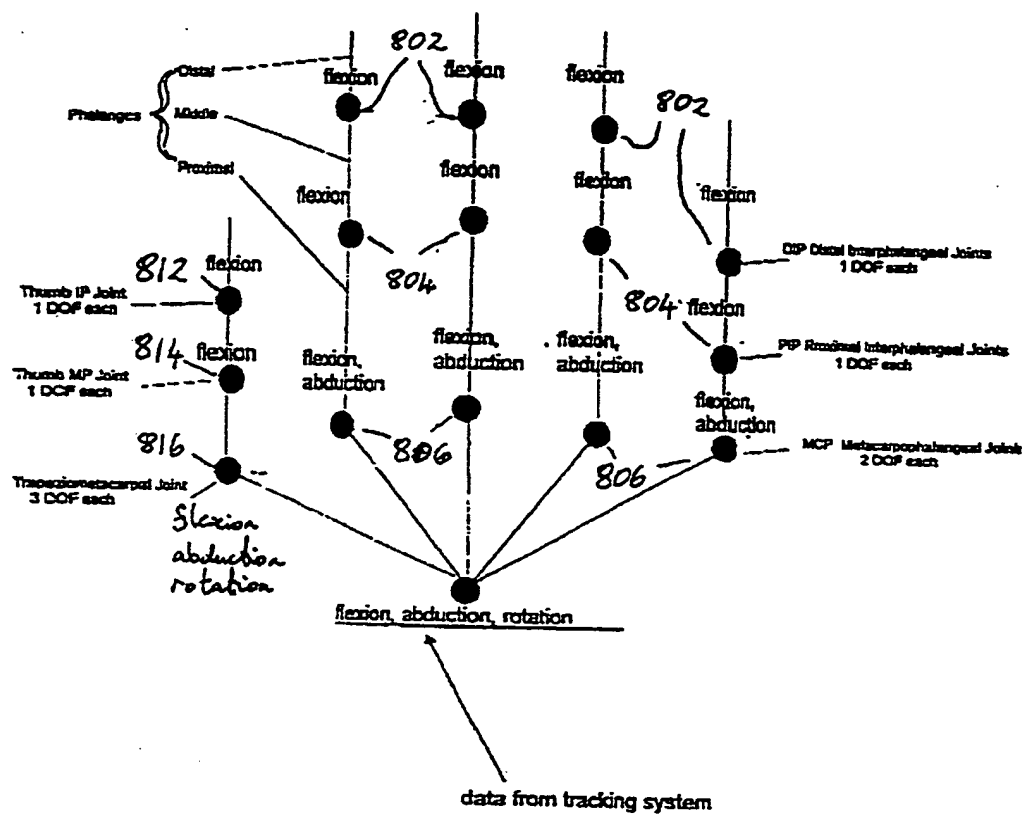 802
flexion
flexion
flexion
Distal
802
Phalanges
Middle
Proximal
flexion
flexion
flexion
flexion
812
flexion
804
DIP Distal Interphalangeal Joints
1 DOF each
Thumb IP Joint
1 DOF each
804
flexion
814
flexion
flexion,
abduction
flexion,
abduction
flexion,
abduction
PIP Proximal Interphalangeal Joints
1 DOF each
Thumb MP Joint
1 DOF each
flexion,
abduction
816
806
806
MCP Metacarpophalangeal Joints
2 DOF each
Trapeziometacarpal Joint
3 DOF each
flexion
abduction
rotation
flexion, abduction, rotation
data from tracking system